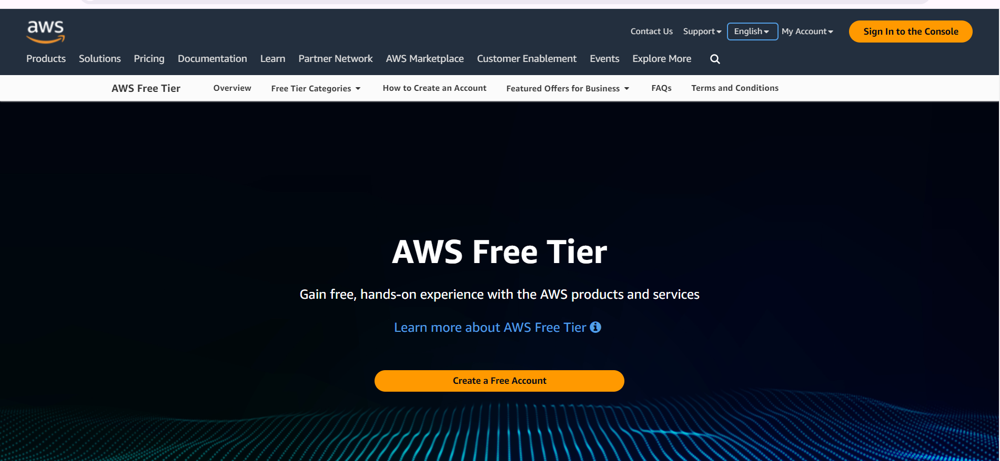 aws
Contact Us Support English My Account Sign In to the Console
Products Solutions Pricing Documentation Learn Partner Network AWS Marketplace Customer Enablement Events Explore More
AWS Free Tier Overview Free Tier Categories How to Create an Account Featured Offers for Business FAQs Terms and Conditions
AWS Free Tier
Gain free, hands-on experience with the AWS products and services
Learn more about AWS Free Tier
Create a Free Account